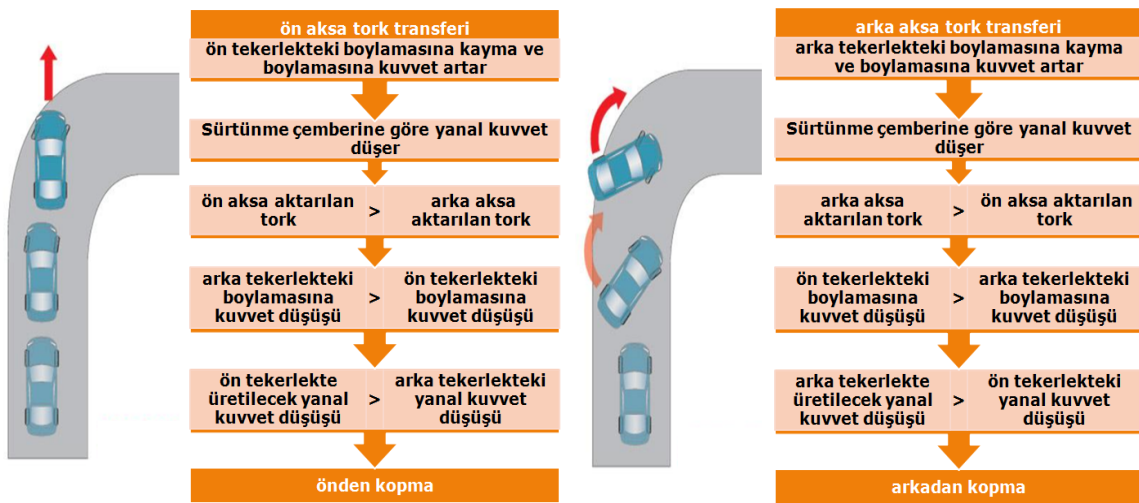 ön aksa tork transferi
ön tekerlekteki boylamasına kayma ve
boylamasına kuvvet artar
Sürtünme çemberine göre yanal kuvvet
düşer
ön aksa aktarılan
tork
>
arka aksa
aktarılan tork
arka tekerlekteki
boylamasına
kuvvet düşüşü
>
ön tekerlekteki
boylamasına
kuvvet düşüşü
ön tekerlekte
üretilecek yanal
kuvvet düşüşü
>
arka tekerlekteki
yanal kuvvet
düşüşü
önden kopma
arka aksa tork transferi
arka tekerlekteki boylamasına kayma
ve boylamasına kuvvet artar
Sürtünme çemberine göre yanal kuvvet
düşer
arka aksa
aktarılan tork
>
ön aksa aktarılan
tork
ön tekerlekteki
boylamasına
kuvvet düşüşü
>
arka tekerlekteki
boylamasına
kuvvet düşüşü
arka tekerlekte
üretilecek yanal
kuvvet düşüşü
>
ön tekerlekteki
yanal kuvvet
düşüşü
arkadan kopma